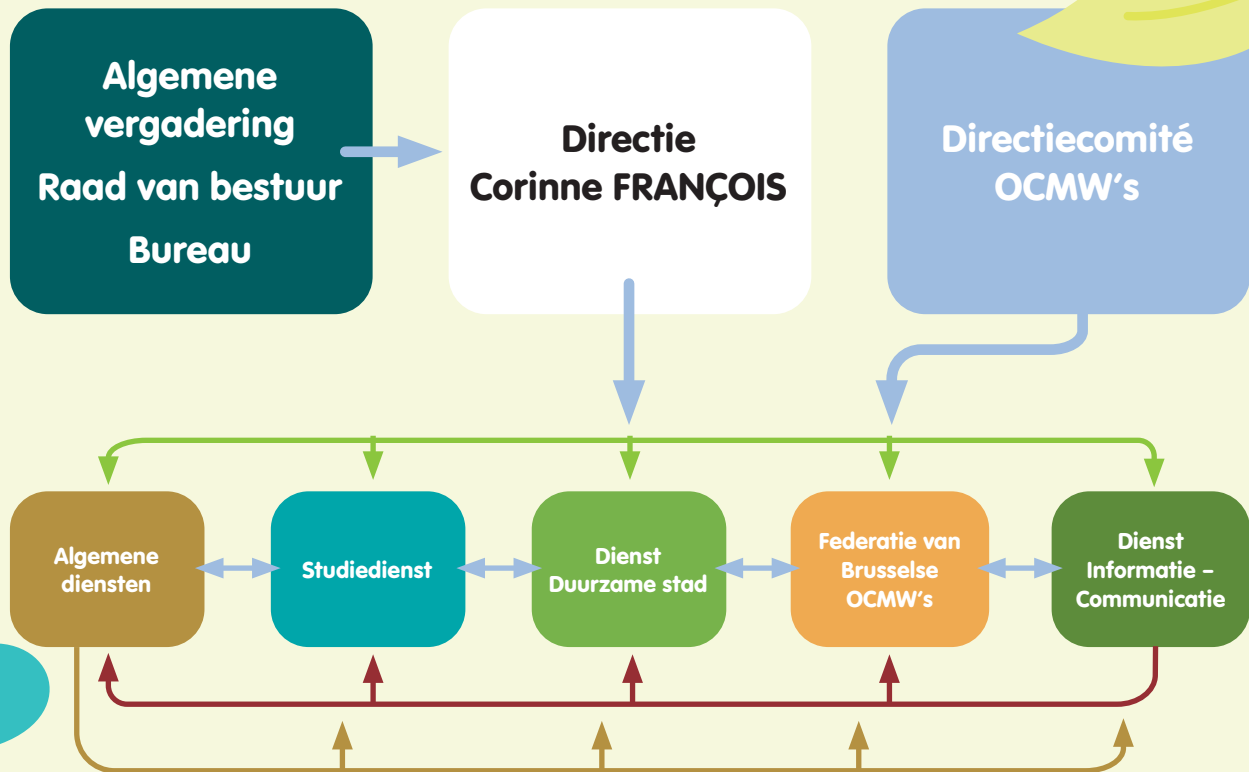 Algemene
vergadering
Raad van bestuur
Bureau
Directie
Corinne FRANÇOIS
Directiecomité
OCMW's
Algemene
diensten
Studiedienst
Dienst
Duurzame stad
Federatie van
Brusselse
OCMW's
Dienst
Informatie –
Communicatie